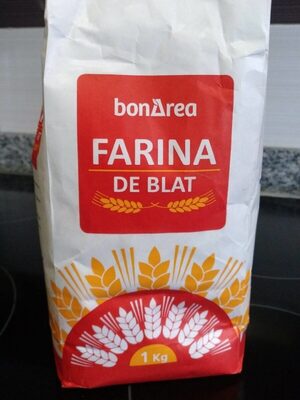 bonÀrea
FARINA
DE BLAT
1 Kg